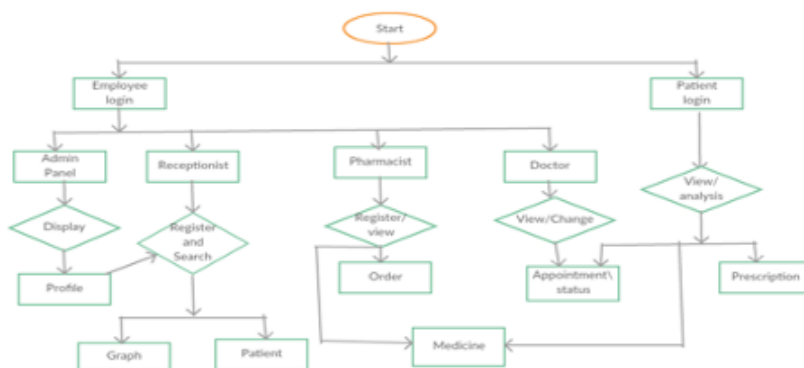 Start
Employee
login
Patient
login
Admin
Panel
Receptionist
Pharmacist
Doctor
View/
analysis
Display
Register
and
Search
Register/
view
View/Change
Profile
Order
Appointment\
status
Prescription
Graph
Patient
Medicine